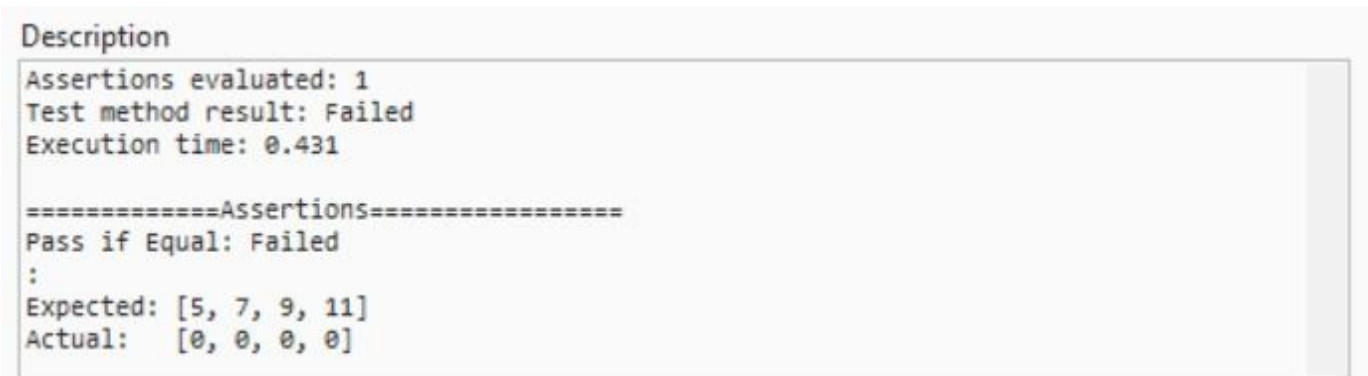 Description
Assertions evaluated: 1
Test method result: Failed
Execution time: 0.431
=============Assertions=================
Pass if Equal: Failed
:
Expected: [5, 7, 9, 11]
Actual:   [0, 0, 0, 0]